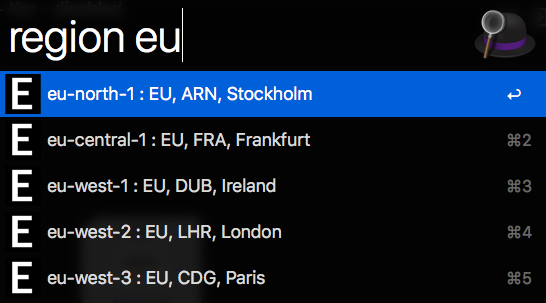 region eu
E eu-north-1 : EU, ARN, Stockholm ↩
E eu-central-1 : EU, FRA, Frankfurt ⌘2
E eu-west-1 : EU, DUB, Ireland ⌘3
E eu-west-2 : EU, LHR, London ⌘4
E eu-west-3 : EU, CDG, Paris ⌘5